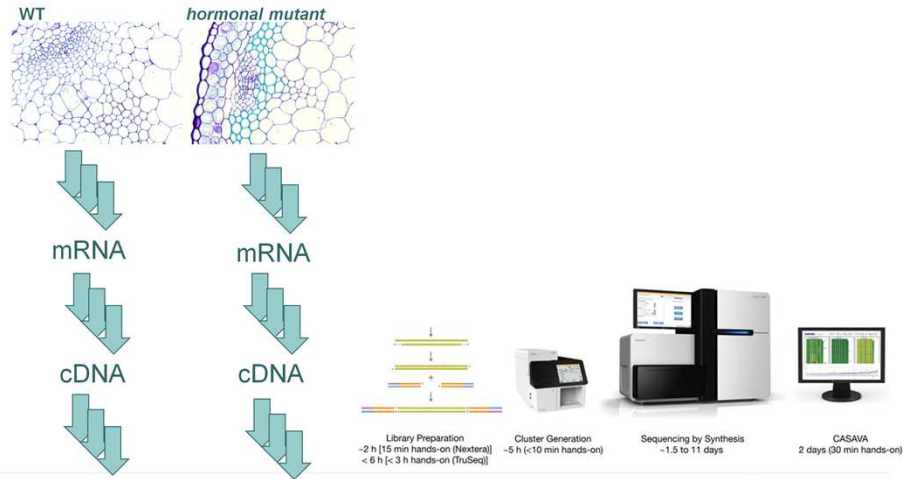 WT
hormonal mutant
mRNA
mRNA
cDNA
cDNA
Library Preparation
~2 h [15 min hands-on (Nextera)]
< 6 h [< 3 h hands-on (TruSeq)]
Cluster Generation
~5 h (<10 min hands-on)
Sequencing by Synthesis
~1.5 to 11 days
CASAVA
2 days (30 min hands-on)